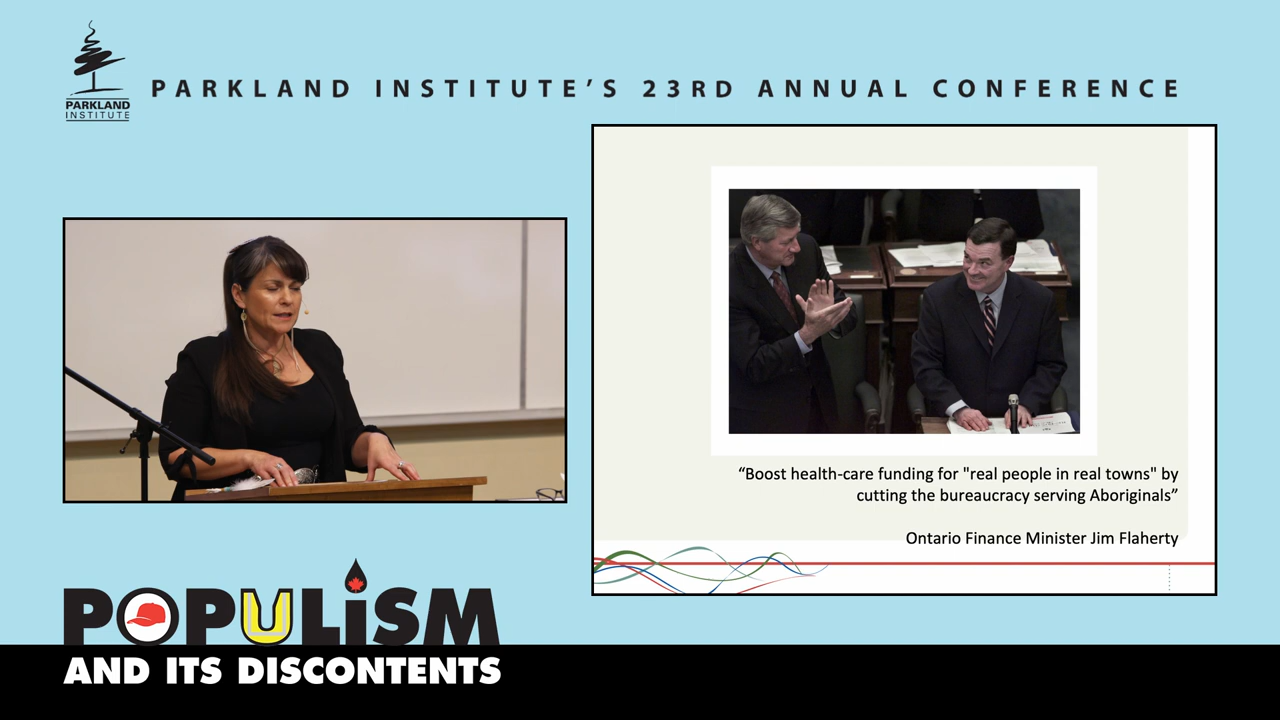 PARKLAND
INSTITUTE
PARKLAND INSTITUTE'S 23RD ANNUAL CONFERENCE
“Boost health-care funding for "real people in real towns" by
cutting the bureaucracy serving Aboriginals”
Ontario Finance Minister Jim Flaherty
POPULiSM
AND ITS DISCONTENTS